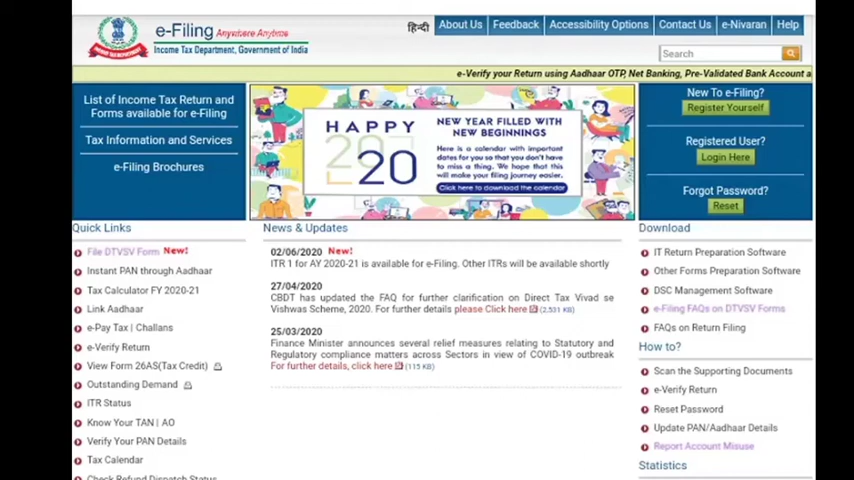 e-Filing Anywhere Anytime
Income Tax Department, Government of India
हिन्दी
About Us
Feedback
Accessibility Options
Contact Us
e-Nivaran
Help
Search
e-Verify your Return using Aadhaar OTP, Net Banking, Pre-Validated Bank Account a
List of Income Tax Return and
Forms available for e-Filing
Tax Information and Services
e-Filing Brochures
HAPPY
2020
20
NEW YEAR FILLED WITH
NEW BEGINNINGS
Here is a calendar with important
dates for you so that you don't have
to miss a thing. We hope that this
will make your filing journey easier.
Click here to download the calendar
New To e-Filing?
Register Yourself
Registered User?
Login Here
Forgot Password?
Reset
Quick Links
File DTVSV Form New!
Instant PAN through Aadhaar
Tax Calculator FY 2020-21
Link Aadhaar
e-Pay Tax | Challans
e-Verify Return
View Form 26AS(Tax Credit)
Outstanding Demand
ITR Status
Know Your TAN | AO
Verify Your PAN Details
Tax Calendar
Check Refund Dispatch Status
News & Updates
02/06/2020 New!
ITR 1 for AY 2020-21 is available for e-Filing. Other ITRs will be available shortly
27/04/2020
CBDT has updated the FAQ for further clarification on Direct Tax Vivad se
Vishwas Scheme, 2020. For further details please Click here (2,531 KB)
25/03/2020
Finance Minister announces several relief measures relating to Statutory and
Regulatory compliance matters across Sectors in view of COVID-19 outbreak
For further details, click here (115 KB)
Download
IT Return Preparation Software
Other Forms Preparation Software
DSC Management Software
e-Filing FAQs on DTVSV Forms
FAQs on Return Filing
How to?
Scan the Supporting Documents
e-Verify Return
Reset Password
Update PAN/Aadhaar Details
Report Account Misuse
Statistics